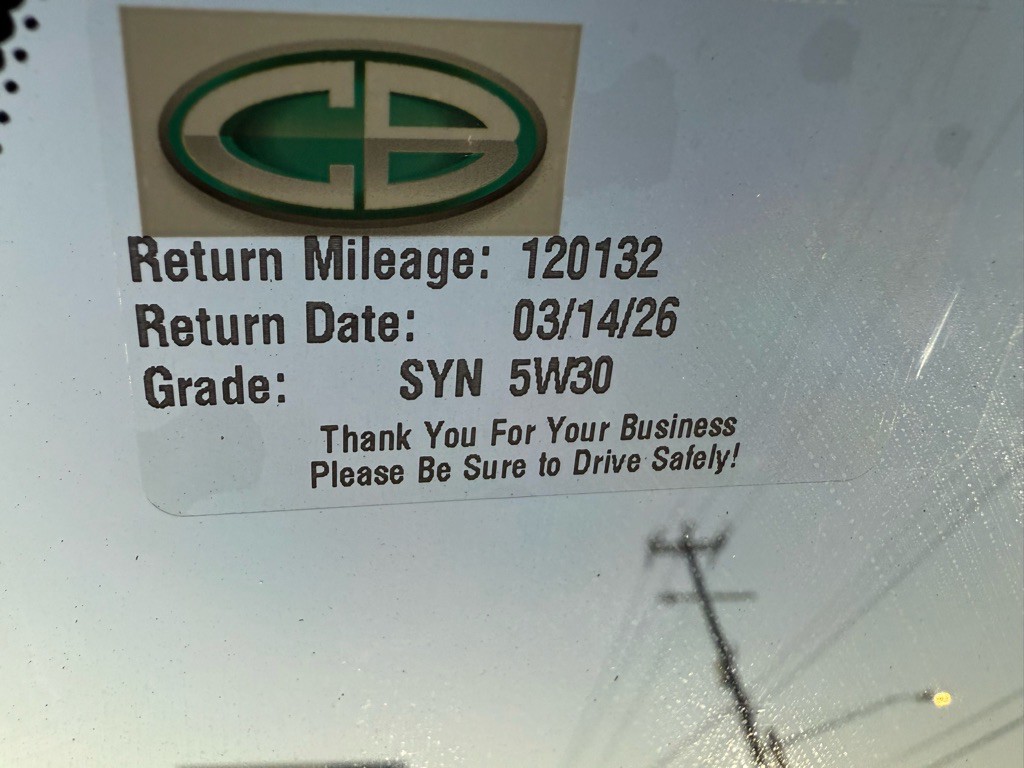 CB
Return Mileage: 120132
Return Date: 03/14/26
Grade: SYN 5W30
Thank You For Your Business
Please Be Sure to Drive Safely!